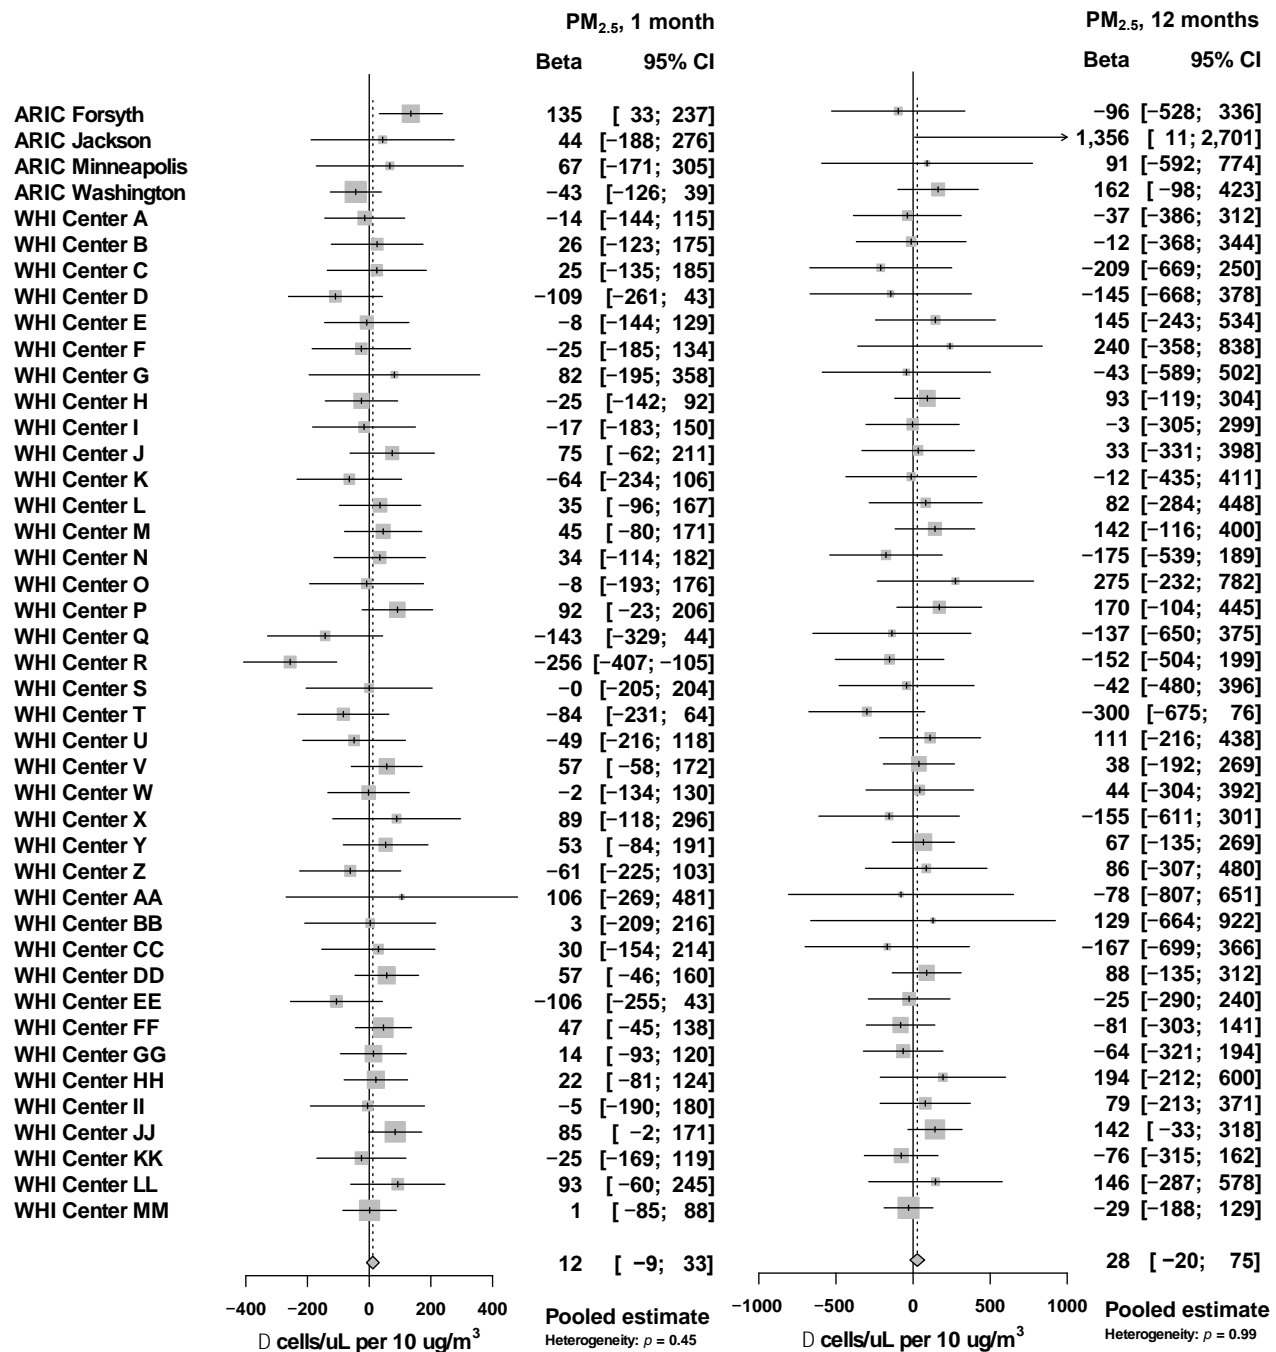 PM2.5, 1 month PM2.5, 12 months
Beta 95% CI Beta 95% CI
ARIC Forsyth 135 [ 33; 237] −96 [−528; 336]
ARIC Jackson 44 [−188; 276] 1,356 [ 11; 2,701]
ARIC Minneapolis 67 [−171; 305] 91 [−592; 774]
ARIC Washington −43 [−126; 39] 162 [ −98; 423]
WHI Center A −14 [−144; 115] −37 [−386; 312]
WHI Center B 26 [−123; 175] −12 [−368; 344]
WHI Center C 25 [−135; 185] −209 [−669; 250]
WHI Center D −109 [−261; 43] −145 [−668; 378]
WHI Center E −8 [−144; 129] 145 [−243; 534]
WHI Center F −25 [−185; 134] 240 [−358; 838]
WHI Center G 82 [−195; 358] −43 [−589; 502]
WHI Center H −25 [−142; 92] 93 [−119; 304]
WHI Center I −17 [−183; 150] −3 [−305; 299]
WHI Center J 75 [ −62; 211] 33 [−331; 398]
WHI Center K −64 [−234; 106] −12 [−435; 411]
WHI Center L 35 [ −96; 167] 82 [−284; 448]
WHI Center M 45 [ −80; 171] 142 [−116; 400]
WHI Center N 34 [−114; 182] −175 [−539; 189]
WHI Center O −8 [−193; 176] 275 [−232; 782]
WHI Center P 92 [ −23; 206] 170 [−104; 445]
WHI Center Q −143 [−329; 44] −137 [−650; 375]
WHI Center R −256 [−407; −105] −152 [−504; 199]
WHI Center S −0 [−205; 204] −42 [−480; 396]
WHI Center T −84 [−231; 64] −300 [−675; 76]
WHI Center U −49 [−216; 118] 111 [−216; 438]
WHI Center V 57 [ −58; 172] 38 [−192; 269]
WHI Center W −2 [−134; 130] 44 [−304; 392]
WHI Center X 89 [−118; 296] −155 [−611; 301]
WHI Center Y 53 [ −84; 191] 67 [−135; 269]
WHI Center Z −61 [−225; 103] 86 [−307; 480]
WHI Center AA 106 [−269; 481] −78 [−807; 651]
WHI Center BB 3 [−209; 216] 129 [−664; 922]
WHI Center CC 30 [−154; 214] −167 [−699; 366]
WHI Center DD 57 [ −46; 160] 88 [−135; 312]
WHI Center EE −106 [−255; 43] −25 [−290; 240]
WHI Center FF 47 [ −45; 138] −81 [−303; 141]
WHI Center GG 14 [ −93; 120] −64 [−321; 194]
WHI Center HH 22 [ −81; 124] 194 [−212; 600]
WHI Center II −5 [−190; 180] 79 [−213; 371]
WHI Center JJ 85 [ −2; 171] 142 [ −33; 318]
WHI Center KK −25 [−169; 119] −76 [−315; 162]
WHI Center LL 93 [ −60; 245] 146 [−287; 578]
WHI Center MM 1 [ −85; 88] −29 [−188; 129]
12 [ −9; 33] 28 [ −20; 75]
−400 −200 0 200 400 −1000 −500 0 500 1000
Pooled estimate Pooled estimate
D cells/uL per 10 ug/m³ Heterogeneity: p = 0.45 D cells/uL per 10 ug/m³ Heterogeneity: p = 0.99